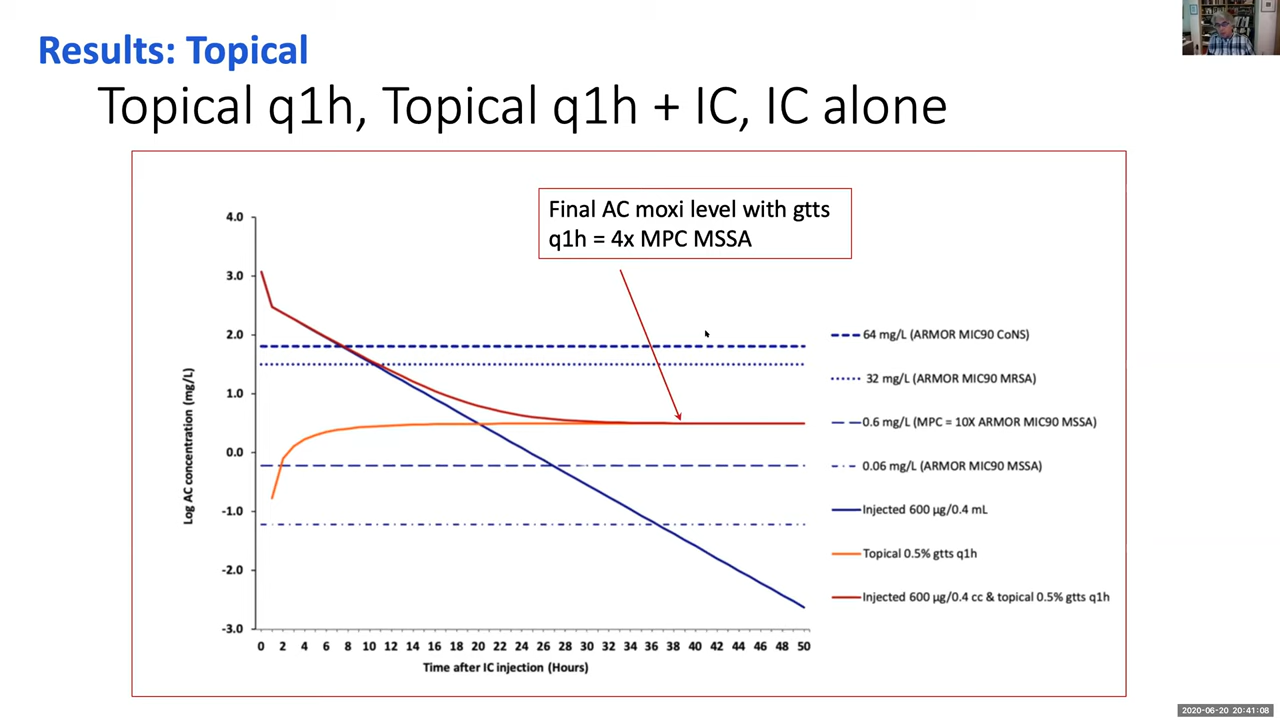 Results: Topical
Topical q1h, Topical q1h + IC, IC alone
Final AC moxi level with gtts
q1h = 4x MPC MSSA
4.0
3.0
2.0
1.0
0.0
-1.0
-2.0
-3.0
Log AC concentration (mg/L)
0 2 4 6 8 10 12 14 16 18 20 22 24 26 28 30 32 34 36 38 40 42 44 46 48 50
Time after IC injection (Hours)
64 mg/L (ARMOR MIC90 CoNS)
32 mg/L (ARMOR MIC90 MRSA)
0.6 mg/L (MPC = 10X ARMOR MIC90 MSSA)
0.06 mg/L (ARMOR MIC90 MSSA)
Injected 600 µg/0.4 mL
Topical 0.5% gtts q1h
Injected 600 µg/0.4 cc & topical 0.5% gtts q1h
2020-06-20 20:41:08